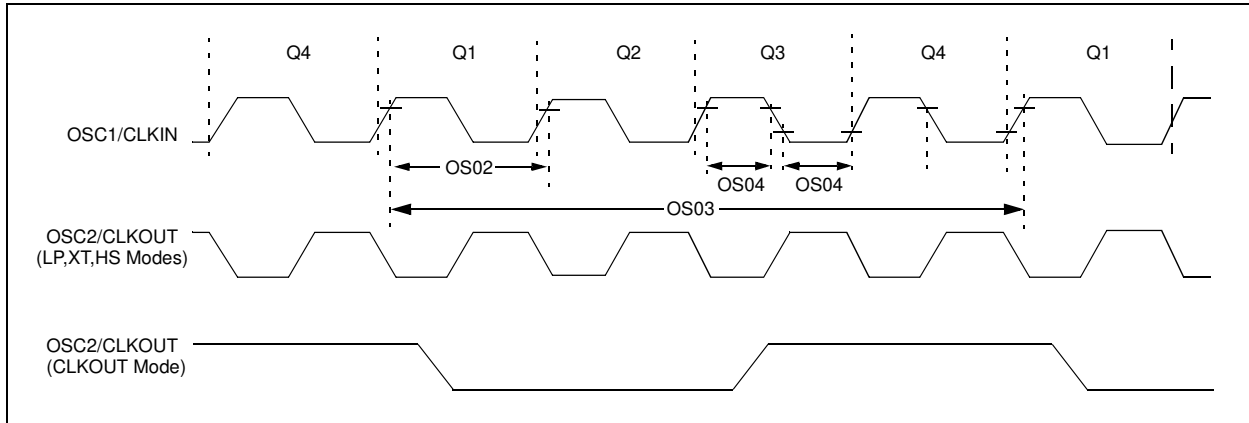 Q4 Q1 Q2 Q3 Q4 Q1
OSC1/CLKIN
OS02
OS04 OS04
OS03
OSC2/CLKOUT
(LP,XT,HS Modes)
OSC2/CLKOUT
(CLKOUT Mode)